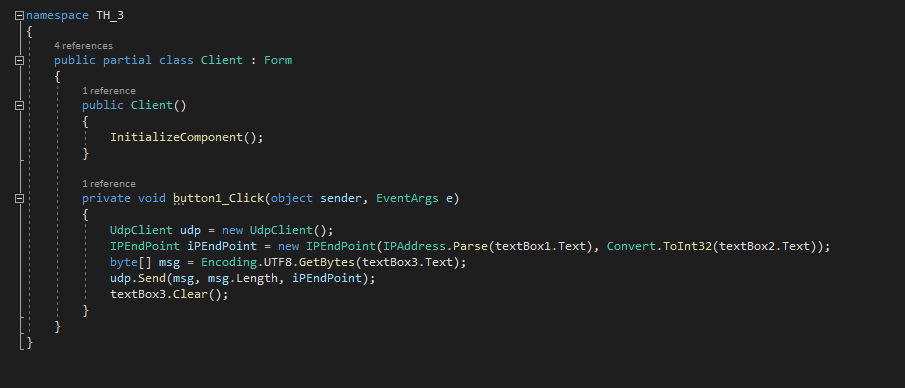 namespace TH_3
{
4 references
public partial class Client : Form
{
1 reference
public Client()
{
InitializeComponent();
}
1 reference
private void button1_Click(object sender, EventArgs e)
{
UdpClient udp = new UdpClient();
IPEndPoint iPEndPoint = new IPEndPoint(IPAddress.Parse(textBox1.Text), Convert.ToInt32(textBox2.Text));
byte[] msg = Encoding.UTF8.GetBytes(textBox3.Text);
udp.Send(msg, msg.Length, iPEndPoint);
textBox3.Clear();
}
}
}